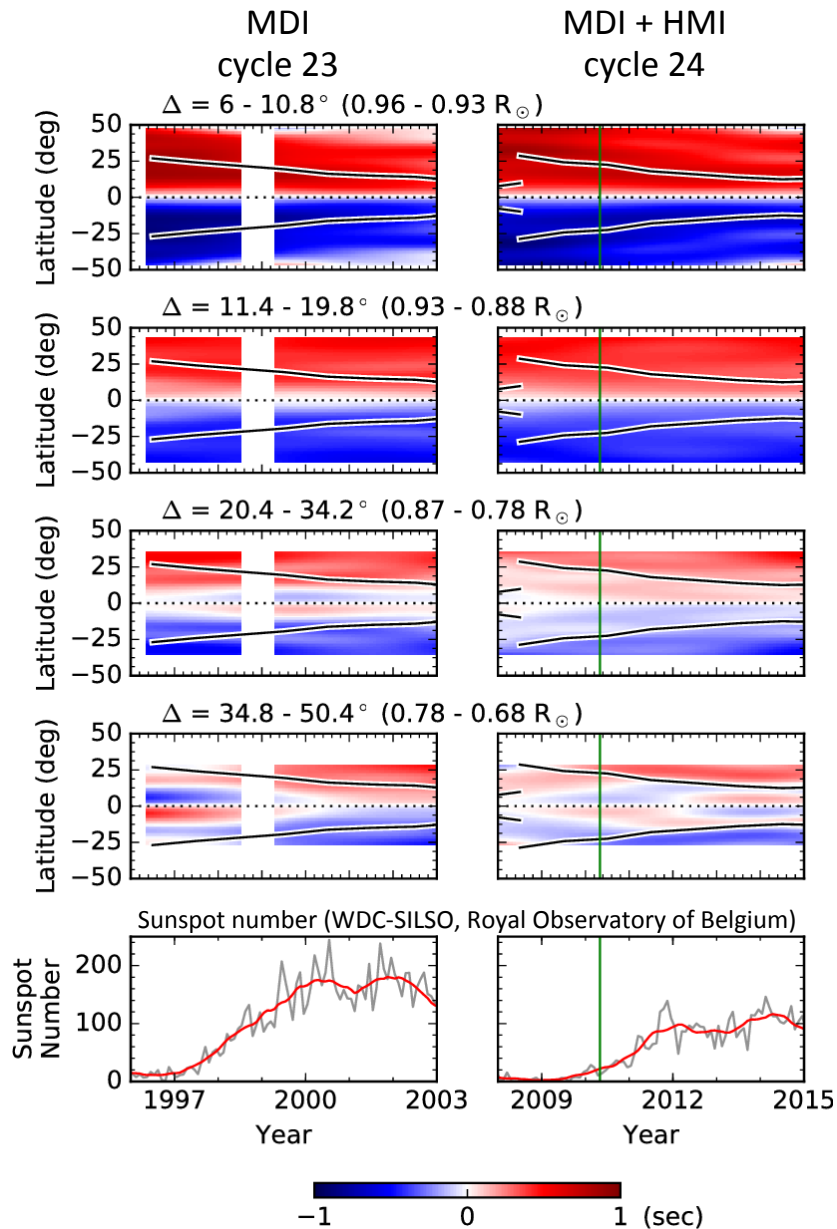 MDI
cycle 23
MDI + HMI
cycle 24
Δ = 6 - 10.8° (0.96 - 0.93 R☉)
Latitude (deg)
50
25
0
−25
−50
Δ = 11.4 - 19.8° (0.93 - 0.88 R☉)
Latitude (deg)
50
25
0
−25
−50
Δ = 20.4 - 34.2° (0.87 - 0.78 R☉)
Latitude (deg)
50
25
0
−25
−50
Δ = 34.8 - 50.4° (0.78 - 0.68 R☉)
Latitude (deg)
50
25
0
−25
−50
Sunspot number (WDC-SILSO, Royal Observatory of Belgium)
Sunspot
Number
200
100
0
1997 2000 2003
2009 2012 2015
Year
Year
−1 0 1 (sec)